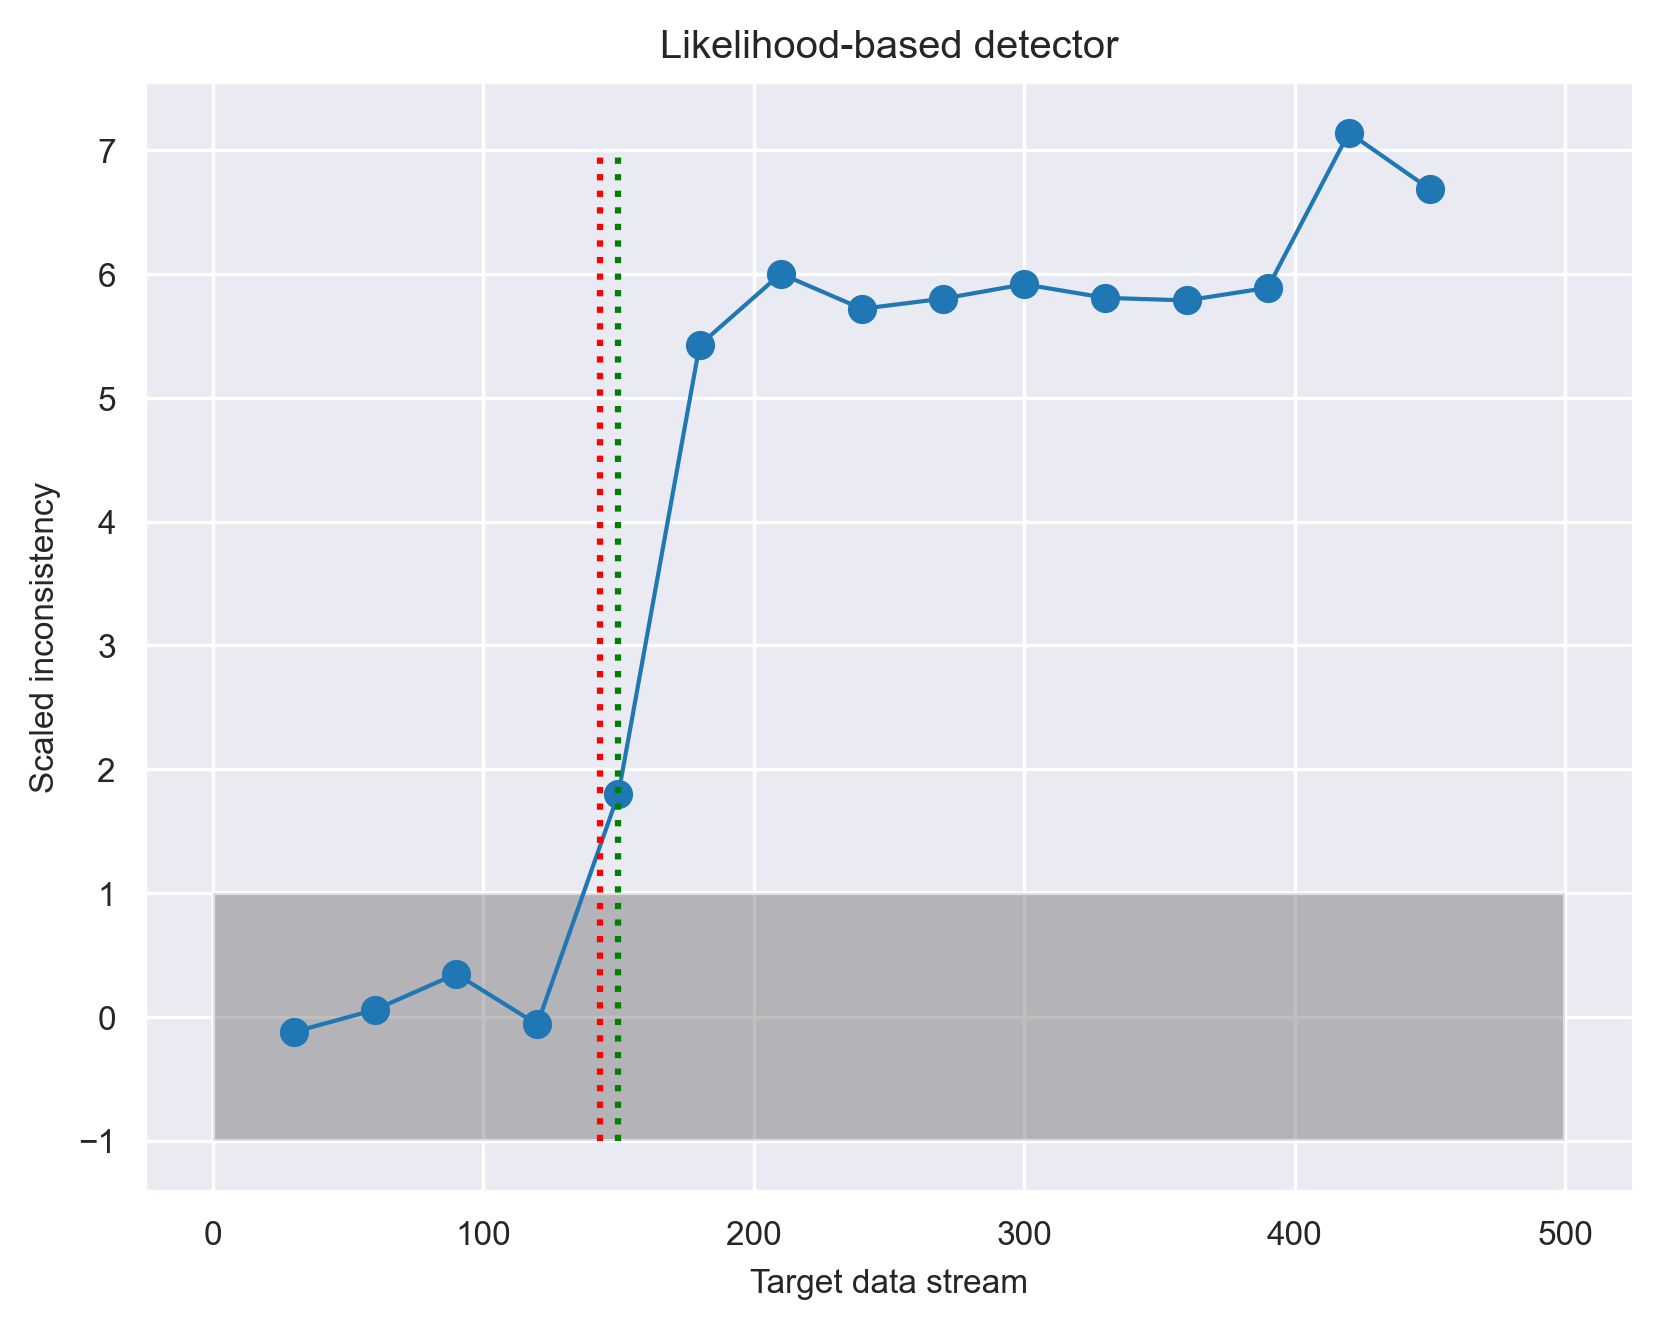 Likelihood-based detector
Scaled inconsistency
7
6
5
4
3
2
1
0
−1
0 100 200 300 400 500
Target data stream